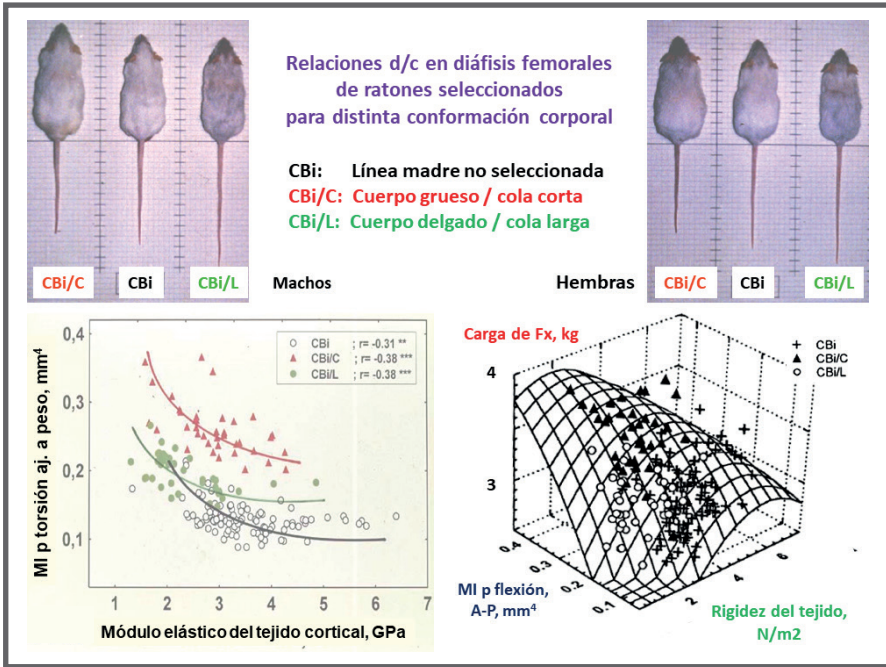 Relaciones d/c en diáfisis femorales
de ratones seleccionados
para distinta conformación corporal
CBi: Línea madre no seleccionada
CBi/C: Cuerpo grueso / cola corta
CBi/L: Cuerpo delgado / cola larga
CBi/C CBi CBi/L Machos
Hembras CBi/C CBi CBi/L
MI p torsión aj. a peso, mm⁴
0,4
0,3
0,2
0,1
CBi ; r= -0.31 **
CBi/C ; r= -0.38 ***
CBi/L ; r= -0.38 ***
1 2 3 4 5 6 7
Módulo elástico del tejido cortical, GPa
Carga de Fx, kg
CBi
CBi/C
CBi/L
4
3
0.4
0.3
0.2
0.1
2
4
6
MI p flexión,
A-P, mm⁴
Rigidez del tejido,
N/m2